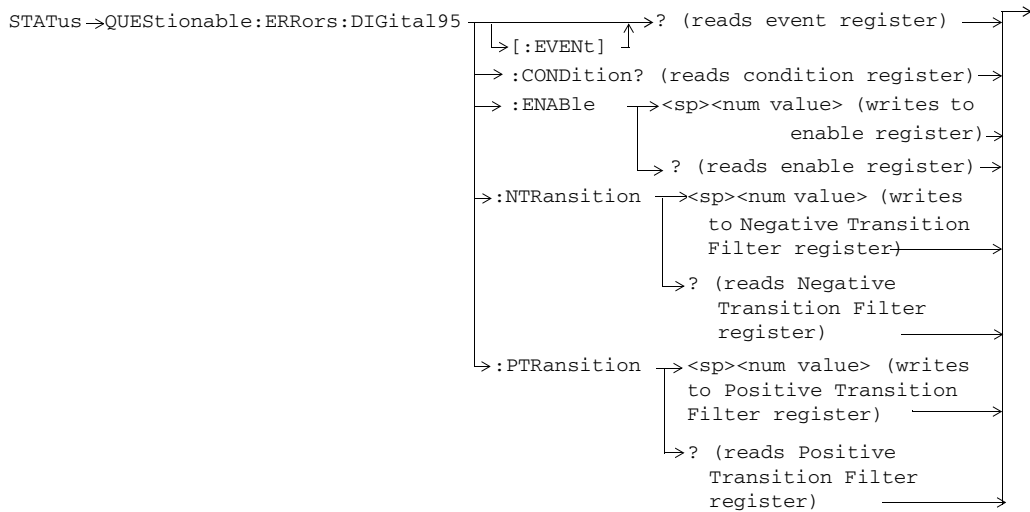 STATus QUEStionable:ERRors:DIGital95 ? (reads event register)
[:EVENt]
:CONDition? (reads condition register)
:ENABle <sp><num value> (writes to
enable register)
? (reads enable register)
:NTRansition <sp><num value> (writes
to Negative Transition
Filter register)
? (reads Negative
Transition Filter
register)
:PTRansition <sp><num value> (writes
to Positive Transition
Filter register)
? (reads Positive
Transition Filter
register)